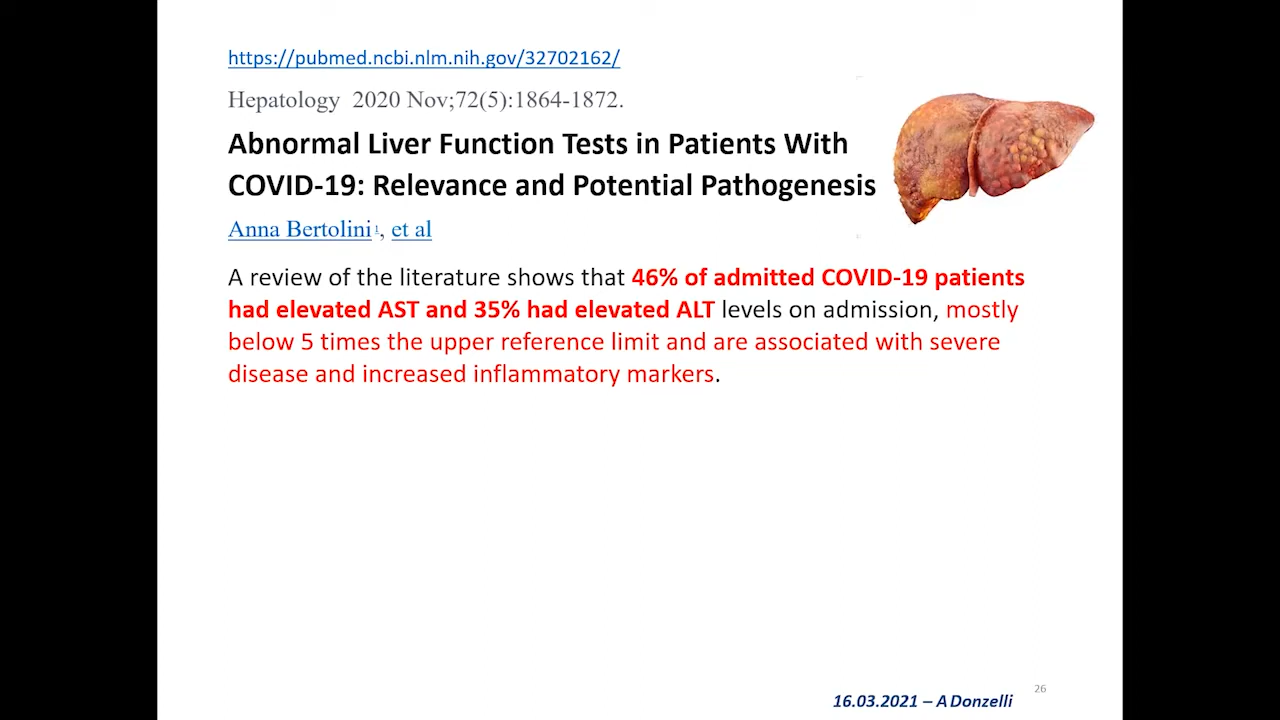 https://pubmed.ncbi.nlm.nih.gov/32702162/
Hepatology 2020 Nov;72(5):1864-1872.
Abnormal Liver Function Tests in Patients With
COVID-19: Relevance and Potential Pathogenesis
Anna Bertolini 1, et al
A review of the literature shows that 46% of admitted COVID-19 patients
had elevated AST and 35% had elevated ALT levels on admission, mostly
below 5 times the upper reference limit and are associated with severe
disease and increased inflammatory markers.
26
16.03.2021 – A Donzelli